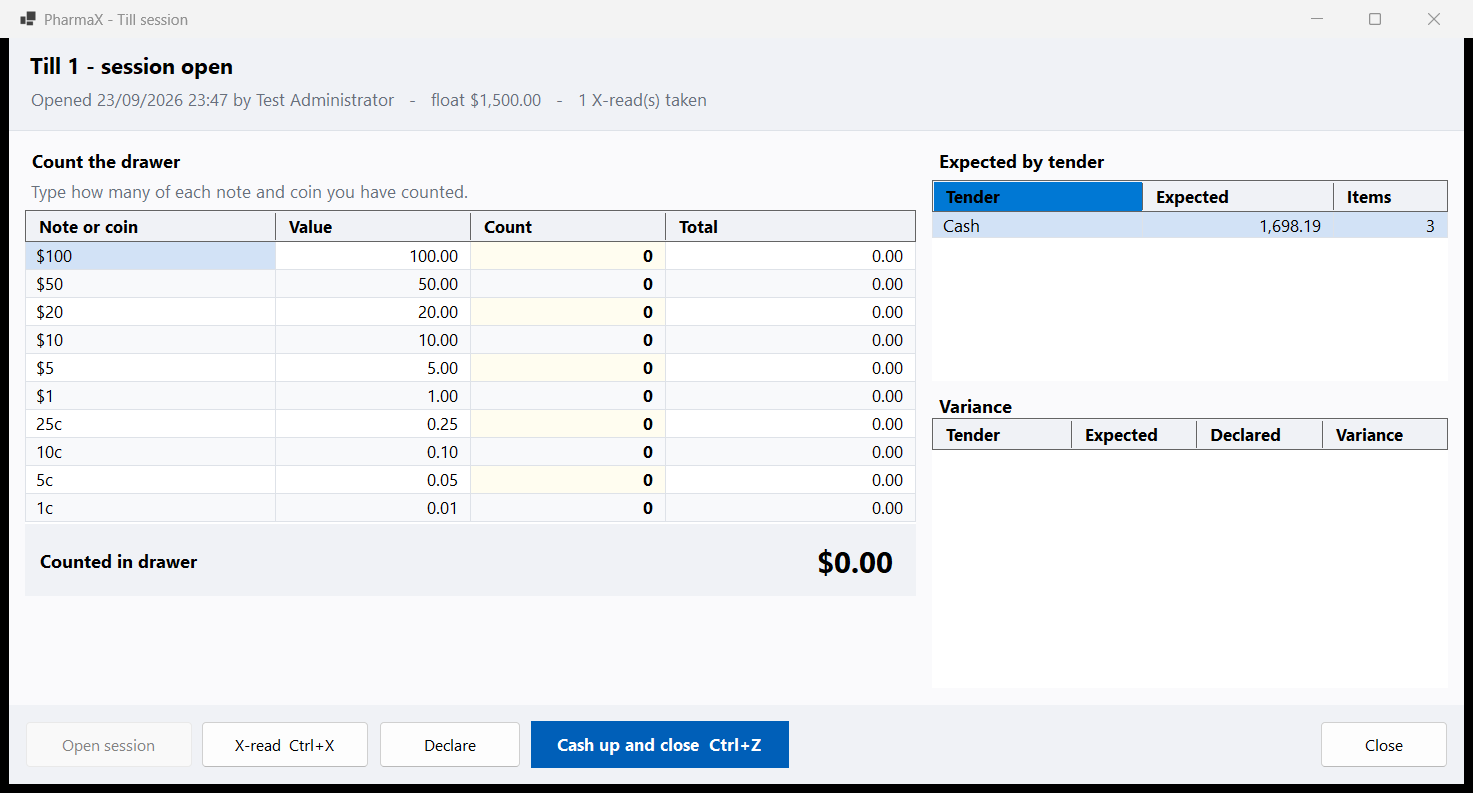 PharmaX - Till session
Till 1 - session open
Opened 23/09/2026 23:47 by Test Administrator - float $1,500.00 - 1 X-read(s) taken
Count the drawer
Type how many of each note and coin you have counted.
Note or coin Value Count Total
$100 100.00 0 0.00
$50 50.00 0 0.00
$20 20.00 0 0.00
$10 10.00 0 0.00
$5 5.00 0 0.00
$1 1.00 0 0.00
25c 0.25 0 0.00
10c 0.10 0 0.00
5c 0.05 0 0.00
1c 0.01 0 0.00
Counted in drawer $0.00
Expected by tender
Tender Expected Items
Cash 1,698.19 3
Variance
Tender Expected Declared Variance
Open session X-read Ctrl+X Declare Cash up and close Ctrl+Z Close